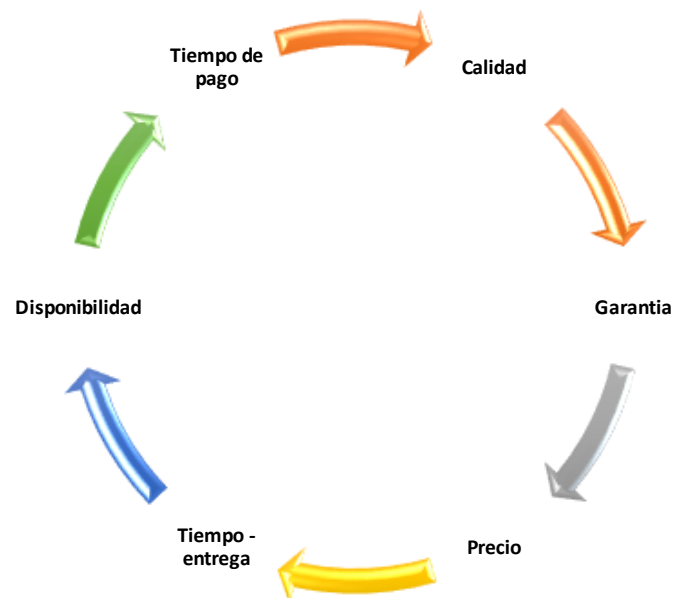 Tiempo de
pago
Calidad
Disponibilidad
Garantia
Tiempo -
entrega
Precio